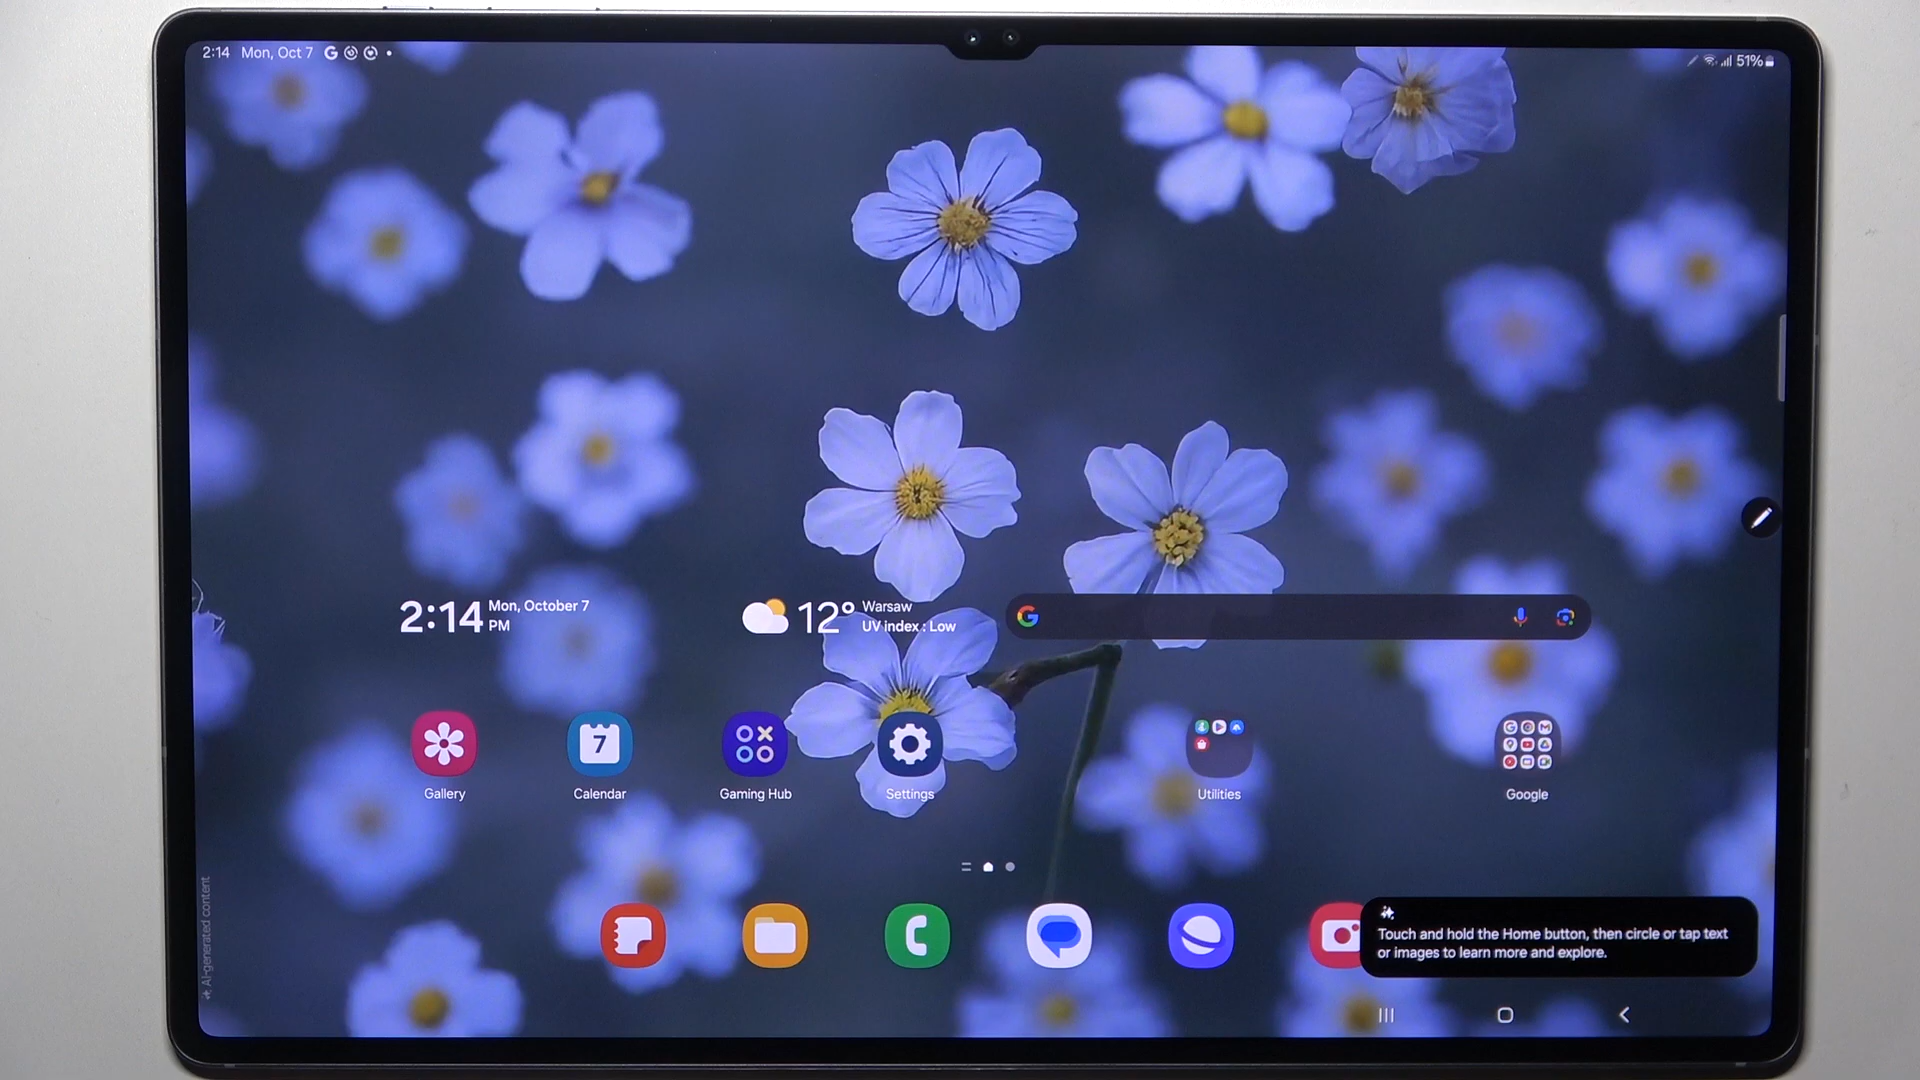 2:14 Mon, Oct 7
51%
2:14 Mon, October 7
PM
12° Warsaw
UV index : Low
Gallery
Calendar
7
Gaming Hub
Settings
Utilities
Google
AI-generated content
Touch and hold the Home button, then circle or tap text
or images to learn more and explore.